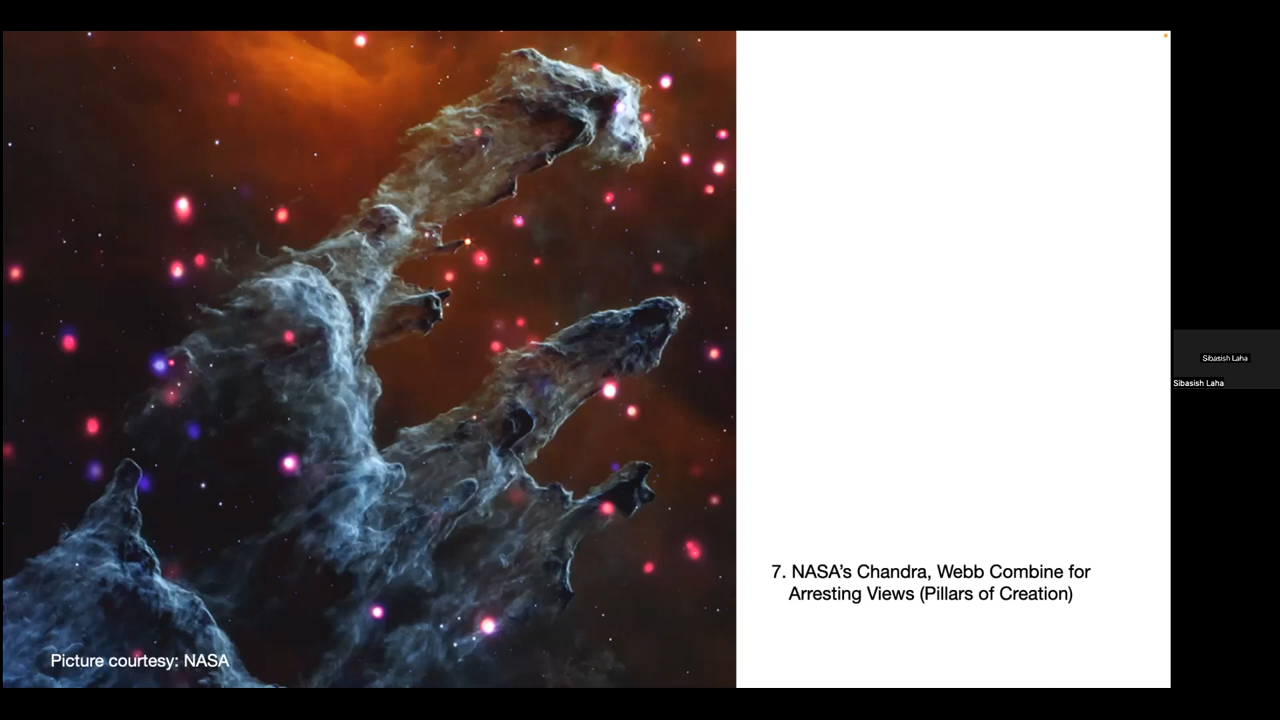 7. NASA’s Chandra, Webb Combine for
Arresting Views (Pillars of Creation)
Picture courtesy: NASA
Sibasish Laha
Sibasish Laha